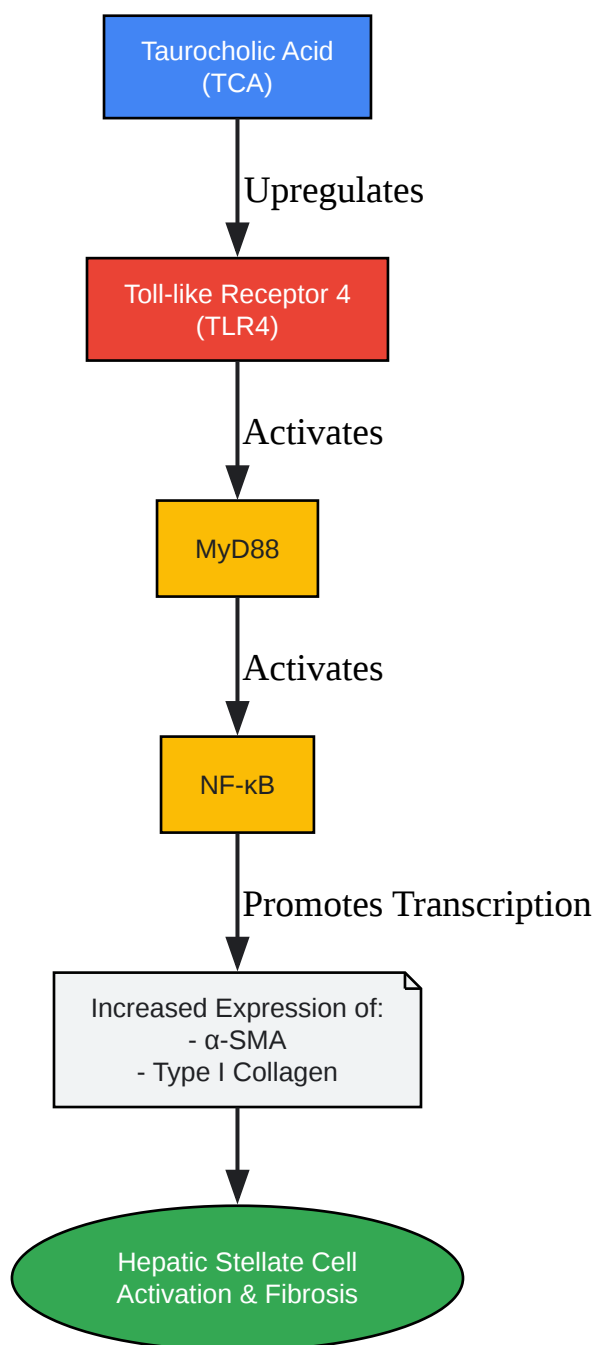 Taurocholic Acid
(TCA)
Upregulates
Toll-like Receptor 4
(TLR4)
Activates
MyD88
Activates
NF-κB
Promotes Transcription
Increased Expression of:
- α-SMA
- Type I Collagen
Hepatic Stellate Cell
Activation & Fibrosis